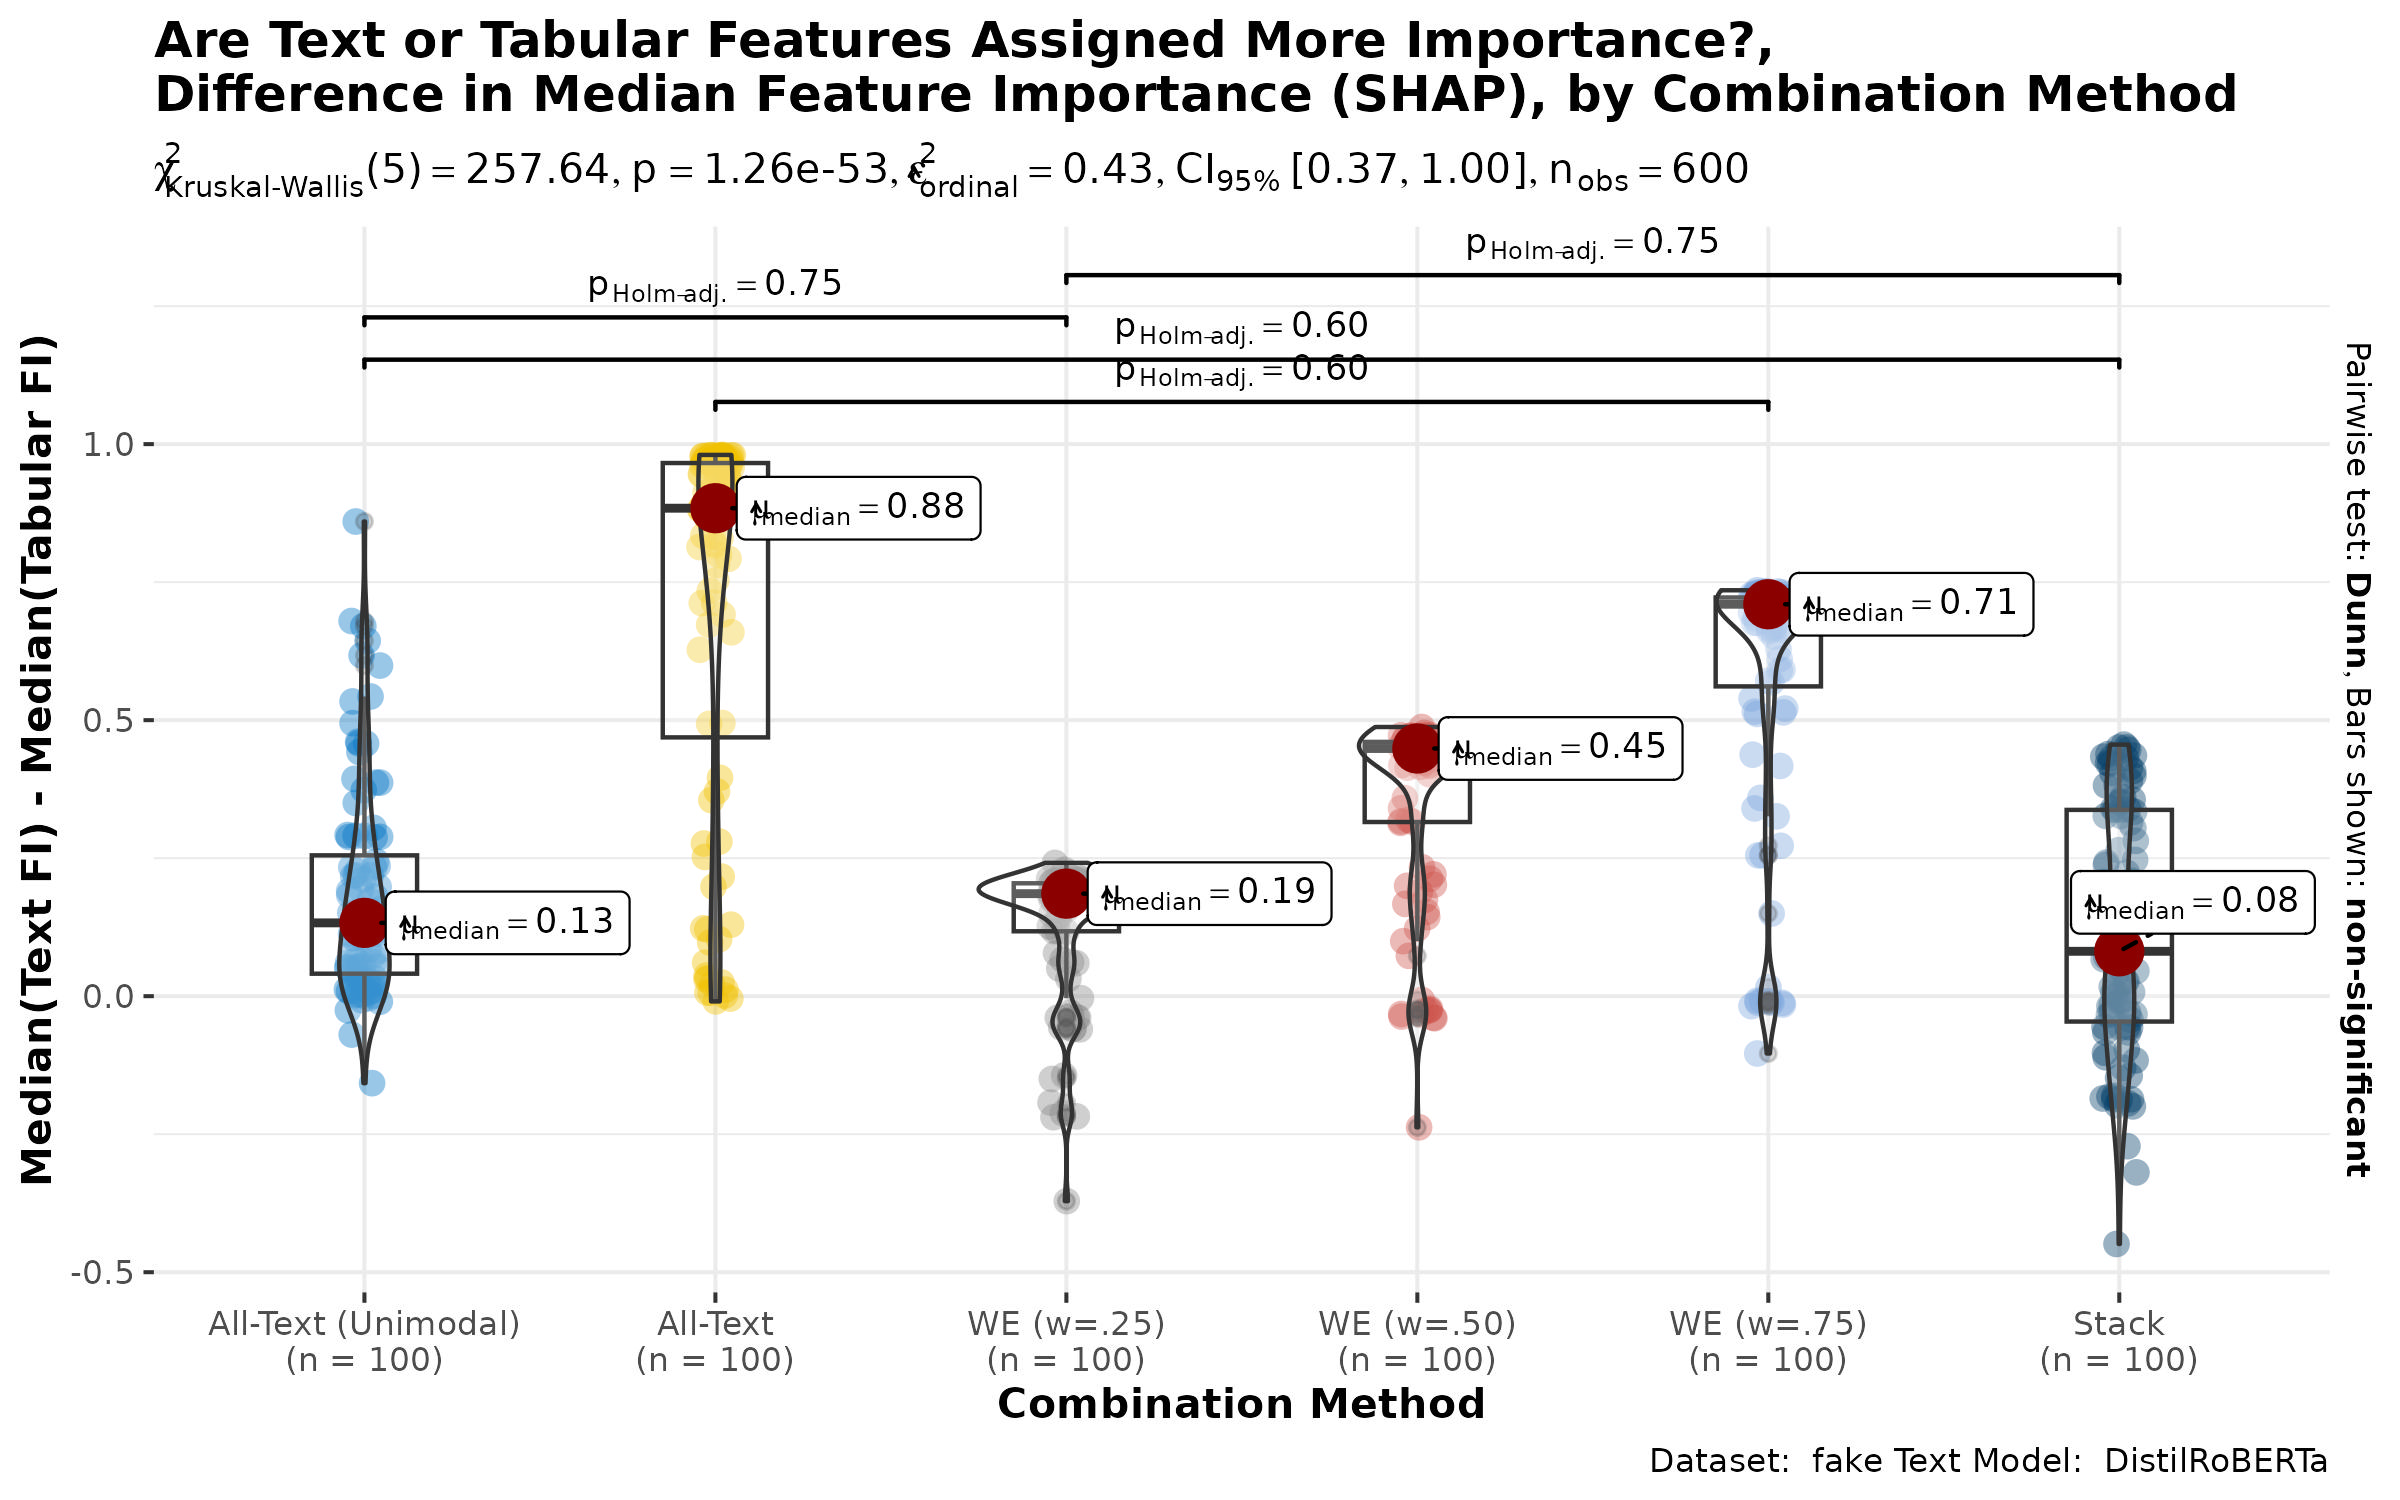 Are Text or Tabular Features Assigned More Importance?,
Difference in Median Feature Importance (SHAP), by Combination Method
χ²Kruskal-Wallis(5) = 257.64, p = 1.26e-53, ε²ordinal = 0.43, CI95% [0.37, 1.00], nobs = 600
pHolm-adj. = 0.75
pHolm-adj. = 0.75
pHolm-adj. = 0.60
pHolm-adj. = 0.60
Median(Text FI) - Median(Tabular FI)
1.0
0.5
0.0
-0.5
μ̂median = 0.88
μ̂median = 0.71
μ̂median = 0.45
μ̂median = 0.19
μ̂median = 0.13
μ̂median = 0.08
Pairwise test: Dunn, Bars shown: non-significant
All-Text (Unimodal)
(n = 100)
All-Text
(n = 100)
WE (w=.25)
(n = 100)
WE (w=.50)
(n = 100)
WE (w=.75)
(n = 100)
Stack
(n = 100)
Combination Method
Dataset:  fake Text Model:  DistilRoBERTa